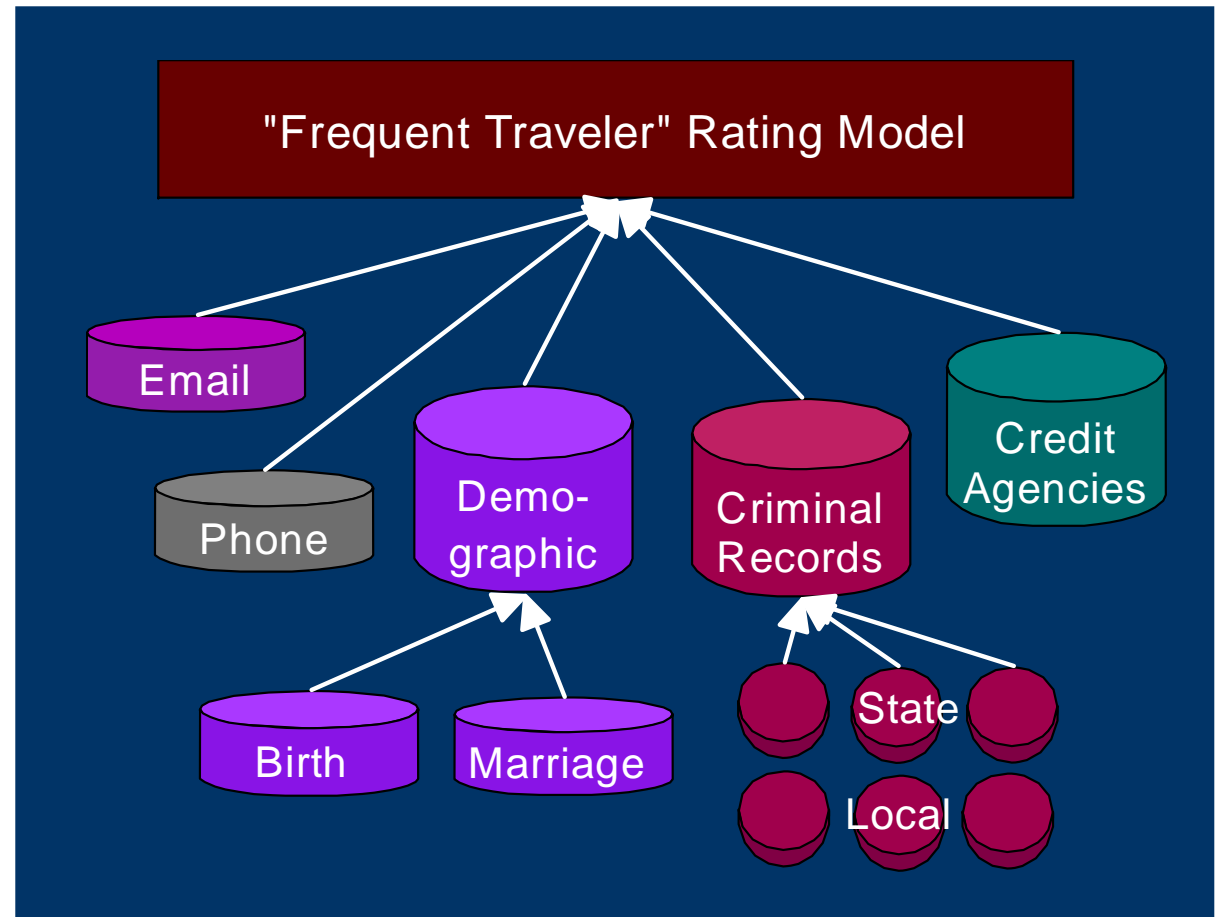 "Frequent Traveler" Rating Model
Email
Phone
Demo-
graphic
Criminal
Records
Credit
Agencies
Birth
Marriage
State
Local